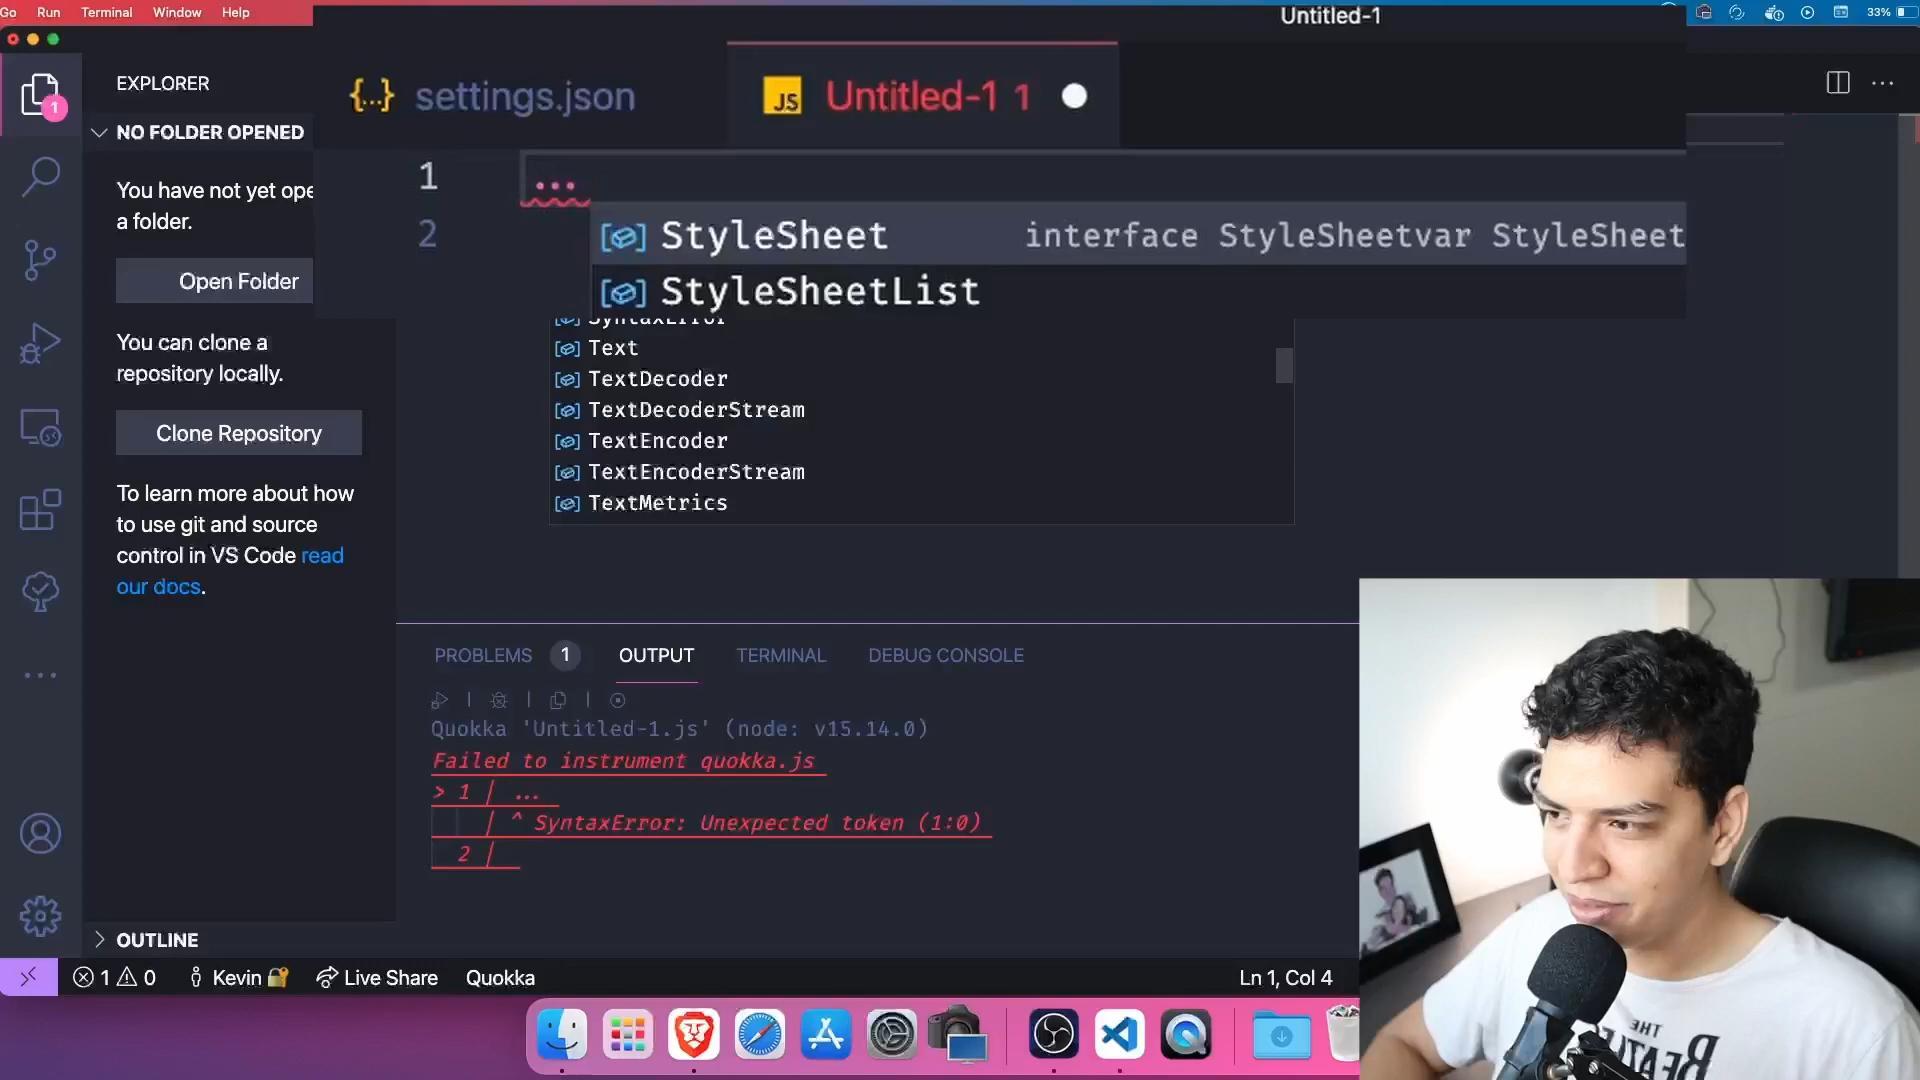 Go Run Terminal Window Help
33%
Untitled-1
EXPLORER
{...} settings.json
JS Untitled-1 1
1
NO FOLDER OPENED
You have not yet ope
a folder.
Open Folder
You can clone a
repository locally.
Clone Repository
To learn more about how
to use git and source
control in VS Code read
our docs.
OUTLINE
1 ...
2
StyleSheet interface StyleSheetvar StyleSheet
StyleSheetList
SyntaxError
Text
TextDecoder
TextDecoderStream
TextEncoder
TextEncoderStream
TextMetrics
PROBLEMS 1 OUTPUT TERMINAL DEBUG CONSOLE
Quokka 'Untitled-1.js' (node: v15.14.0)
Failed to instrument quokka.js
> 1 | ...
| ^ SyntaxError: Unexpected token (1:0)
2 |
1 0 Kevin Live Share Quokka
Ln 1, Col 4
THE
BEATLES